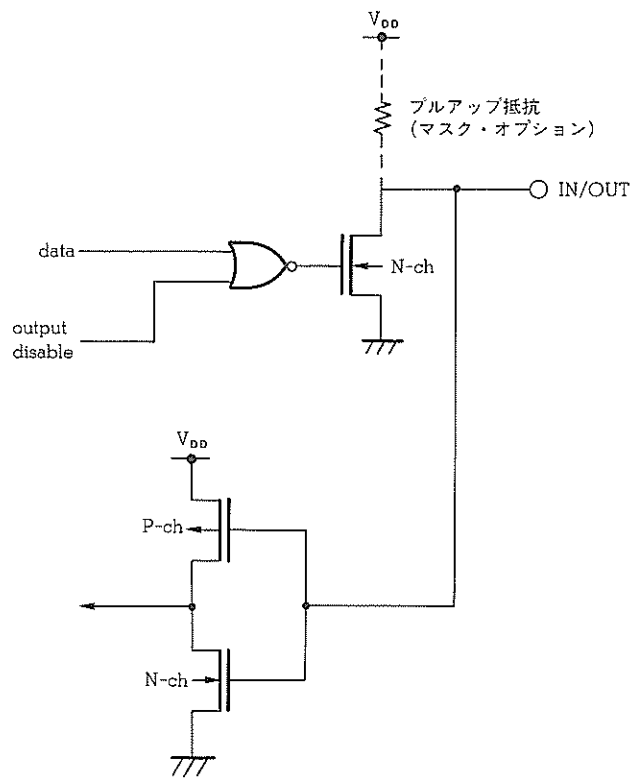 VDD
プルアップ抵抗
(マスク・オプション)
IN/OUT
data
N-ch
output
disable
VDD
P-ch
N-ch